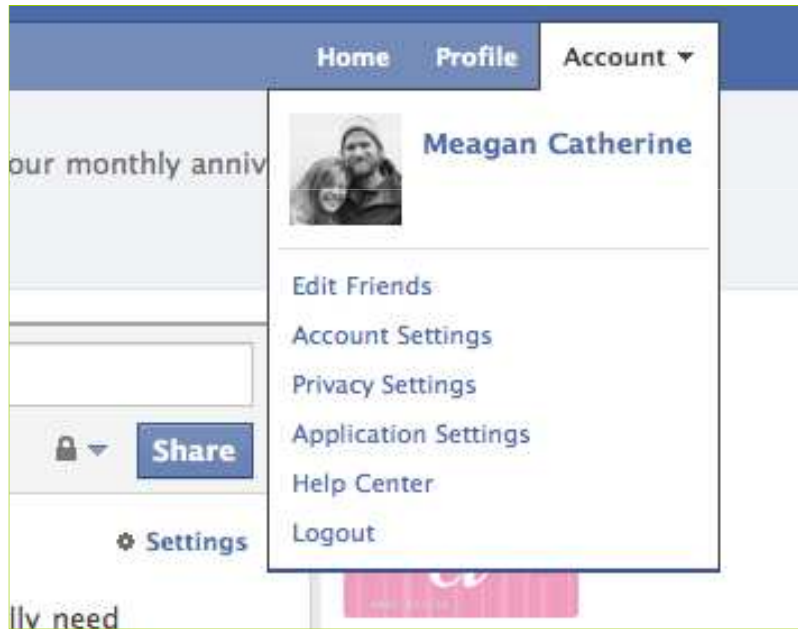 Home Profile Account
our monthly anniv
Meagan Catherine
Edit Friends
Account Settings
Privacy Settings
Application Settings
Share
Help Center
Settings
Logout
lly need